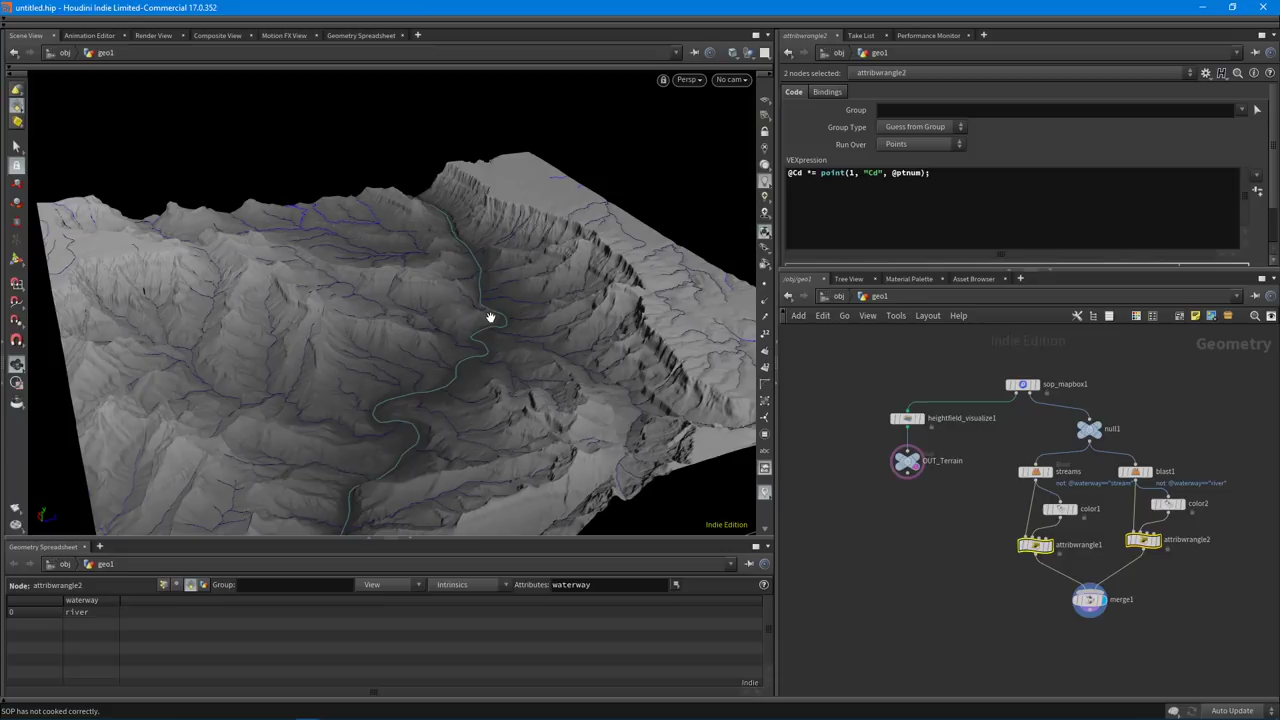 untitled.hip - Houdini Indie Limited-Commercial 17.0.352
Scene View
Animation Editor
Render View
Composite View
Motion FX View
Geometry Spreadsheet
obj
geo1
Persp
No cam
Indie Edition
abc
attribwrangle2
Take List
Performance Monitor
obj
geo1
2 nodes selected:
attribwrangle2
Code
Bindings
Group
Group Type
Guess from Group
Run Over
Points
VEXpression
@Cd *= point(1, "Cd", @ptnum);
/obj/geo1
Tree View
Material Palette
Asset Browser
obj
geo1
Add
Edit
Go
View
Tools
Layout
Help
Indie Edition
Geometry
sop_mapbox1
heightfield_visualize1
null1
OUT_Terrain
streams
not: @waterway=="stream"
blast1
not: @waterway=="river"
color1
color2
attribwrangle1
attribwrangle2
merge1
Geometry Spreadsheet
obj
geo1
Node: attribwrangle2
Group:
View
Intrinsics
Attributes: waterway
waterway
0
river
Indie
SOP has not cooked correctly.
Auto Update